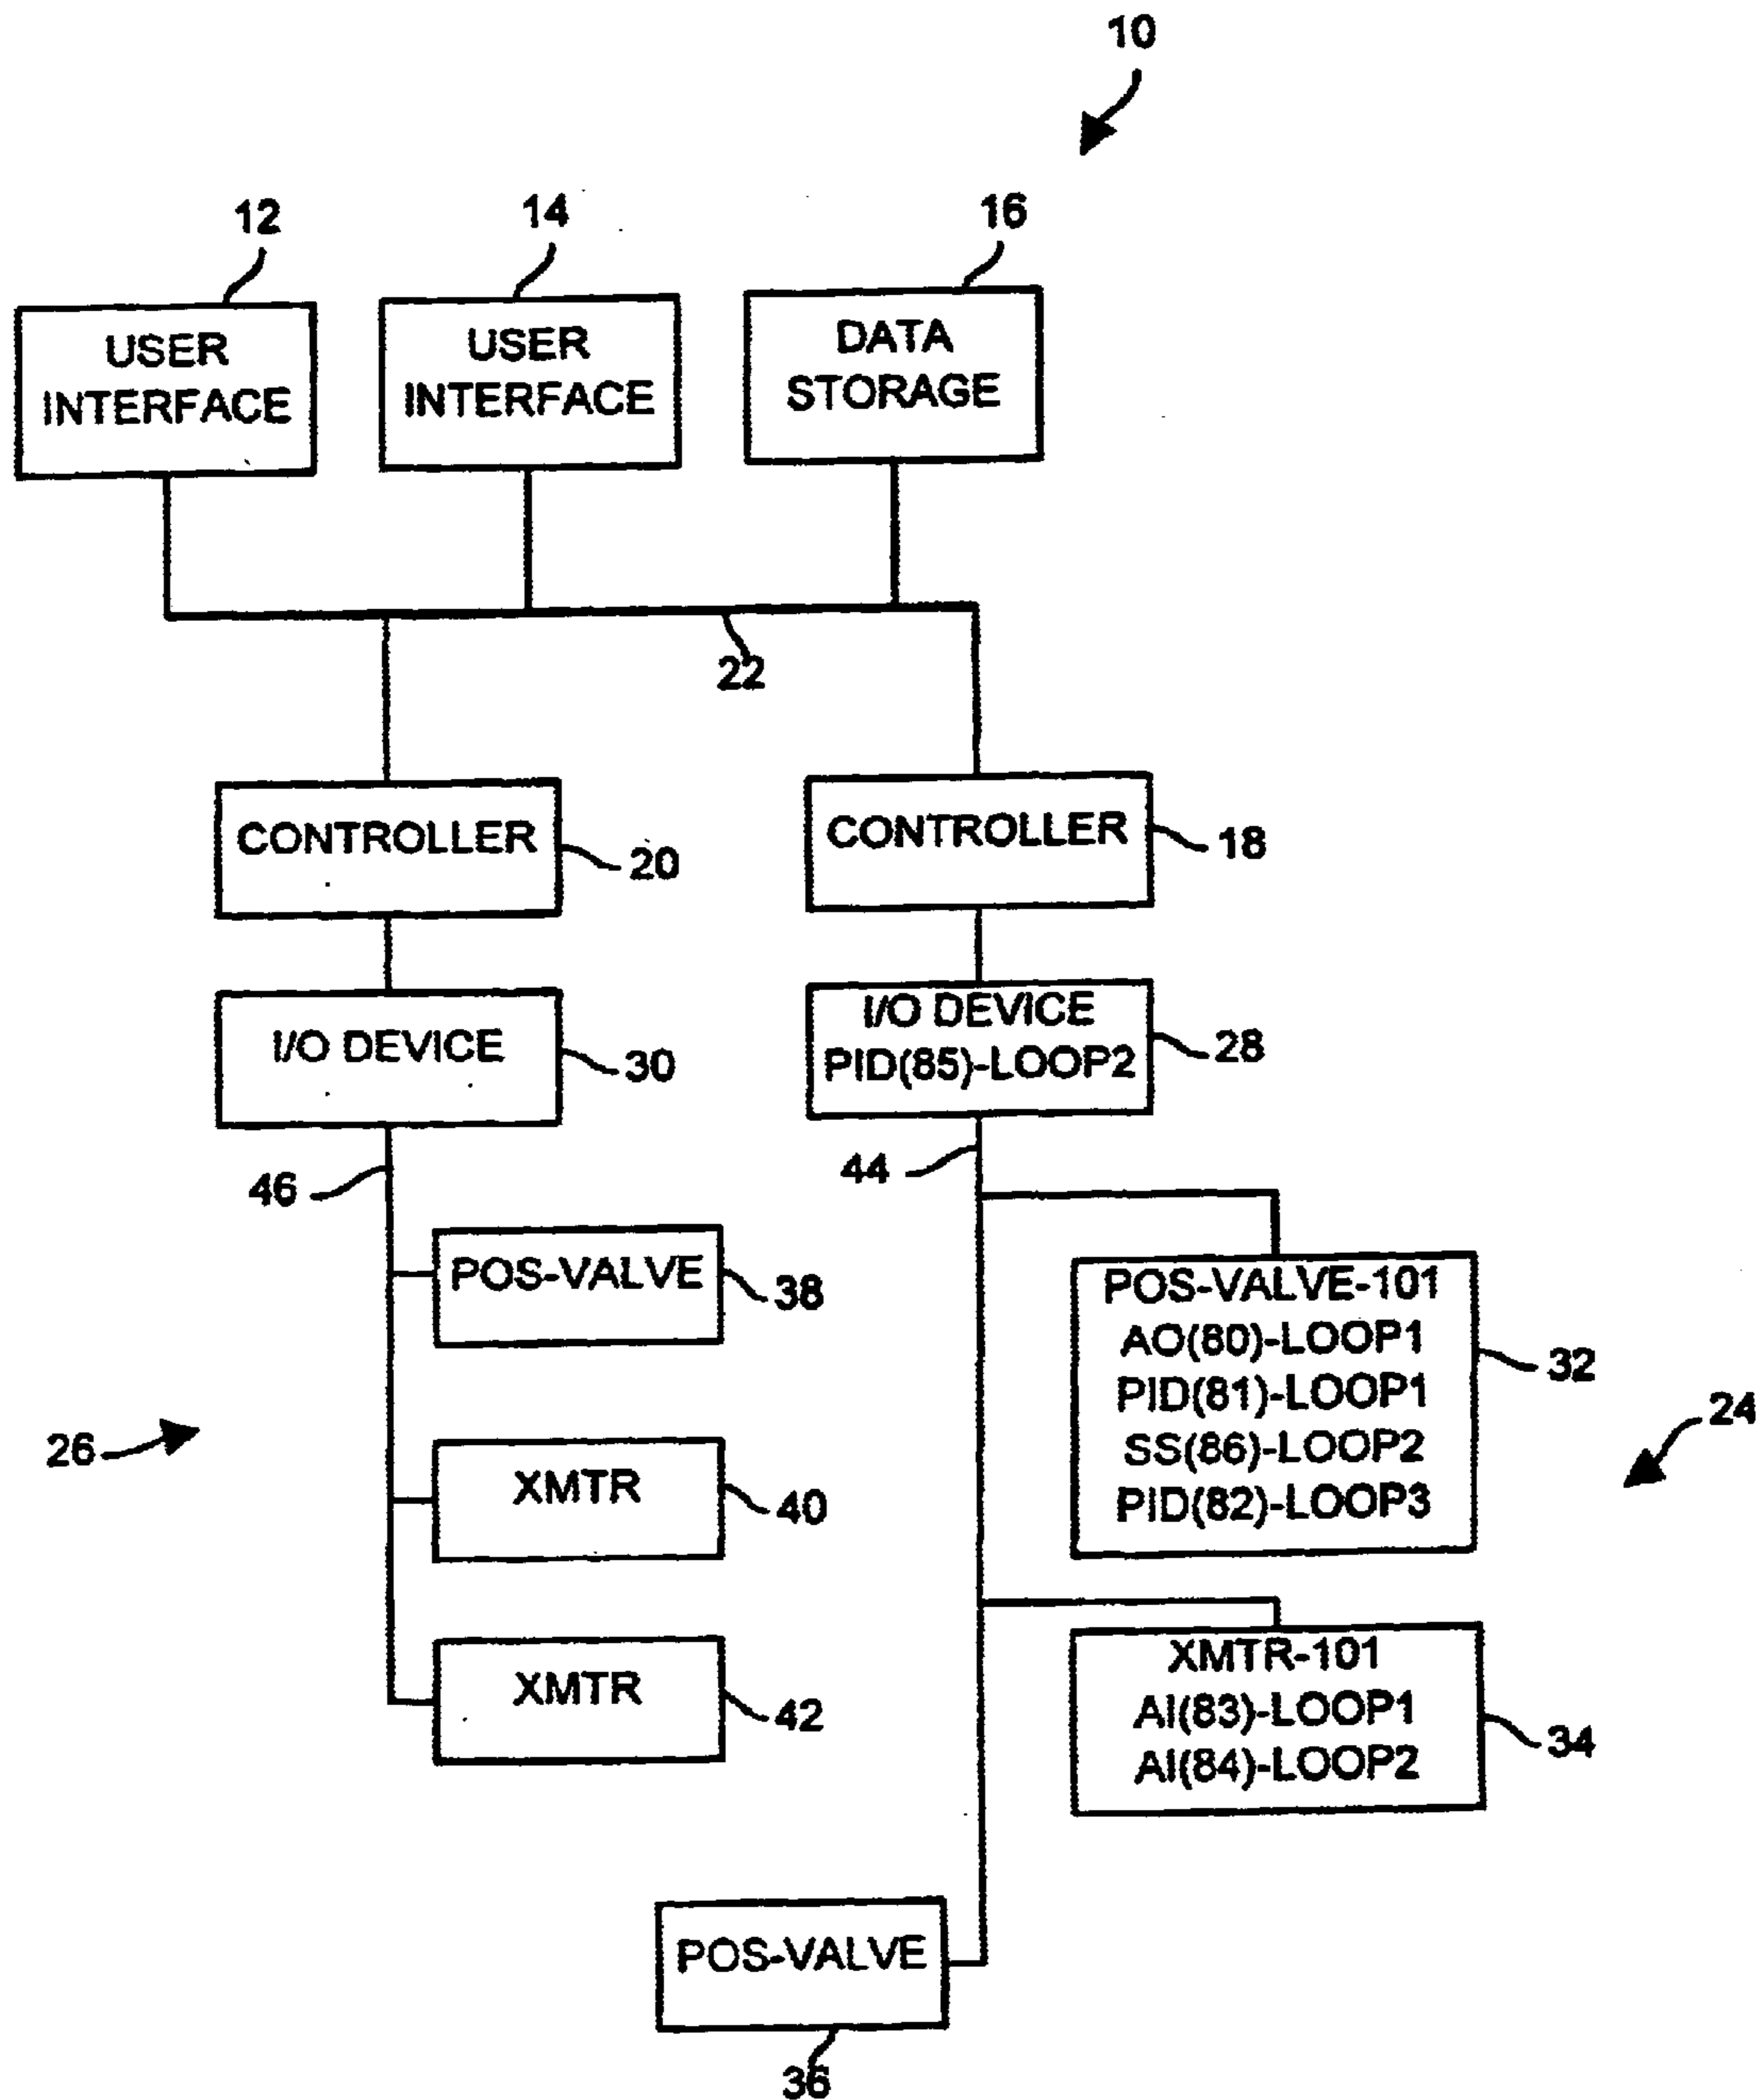 10
12
14
16
USER
INTERFACE
USER
INTERFACE
DATA
STORAGE
22
CONTROLLER
20
CONTROLLER
18
I/O DEVICE
30
I/O DEVICE
PID(85)-LOOP2
28
46
44
POS-VALVE
38
POS-VALVE-101
AO(80)-LOOP1
PID(81)-LOOP1
SS(86)-LOOP2
PID(82)-LOOP3
32
24
26
XMTR
40
XMTR
42
XMTR-101
AI(83)-LOOP1
AI(84)-LOOP2
34
POS-VALVE
36